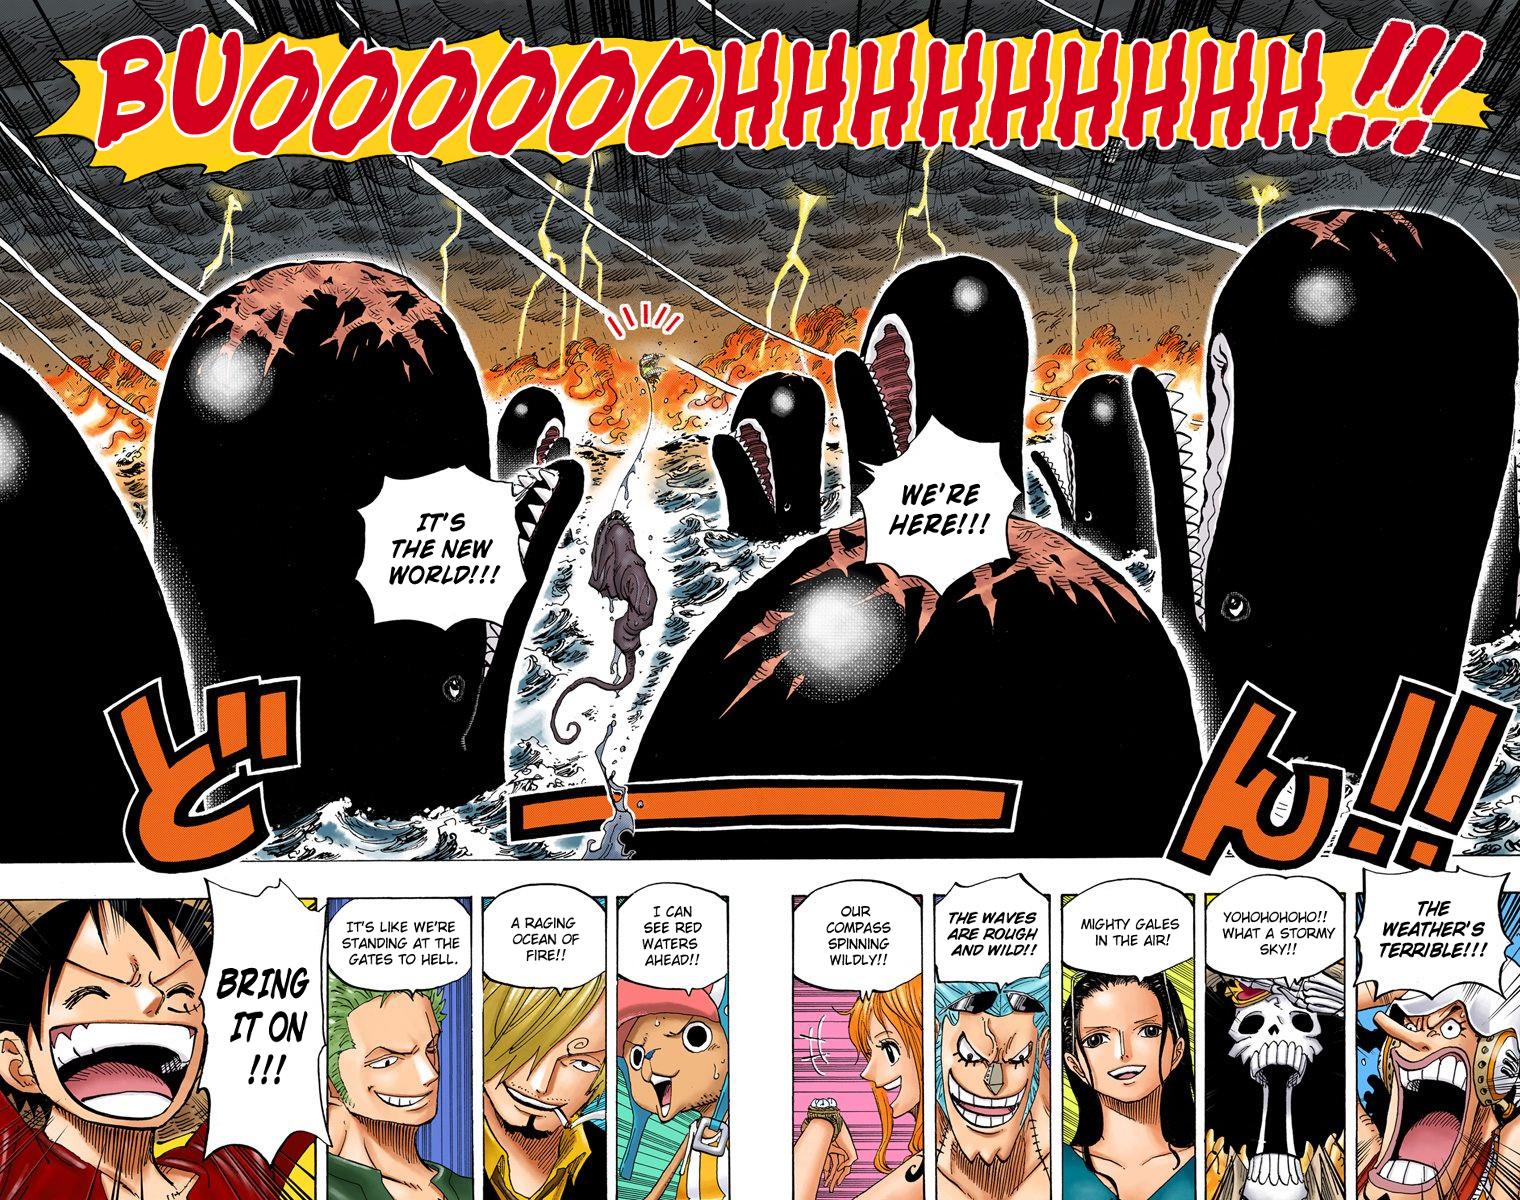 BUOOOOOOOHHHHHHHHH!!!
IT'S
THE NEW
WORLD!!!
WE'RE
HERE!!!
ど
ー
ん!!
BRING
IT ON
!!!
IT'S LIKE WE'RE
STANDING AT THE
GATES TO HELL.
A RAGING
OCEAN OF
FIRE!!
I CAN
SEE RED
WATERS
AHEAD!!
OUR
COMPASS
SPINNING
WILDLY!!
THE WAVES
ARE ROUGH
AND WILD!!
MIGHTY GALES
IN THE AIR!
YOHOHOHOHO!!
WHAT A STORMY
SKY!!
THE
WEATHER'S
TERRIBLE!!!